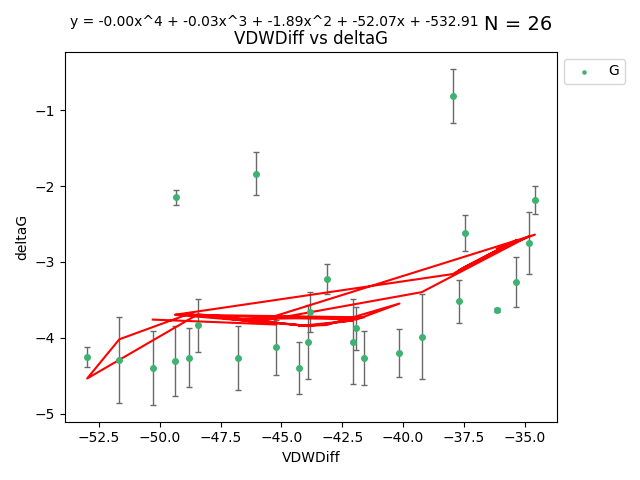 y = -0.00x^4 + -0.03x^3 + -1.89x^2 + -52.07x + -532.91 N = 26
VDWDiff vs deltaG
G
−1
−2
−3
−4
−5
deltaG
−52.5 −50.0 −47.5 −45.0 −42.5 −40.0 −37.5 −35.0
VDWDiff